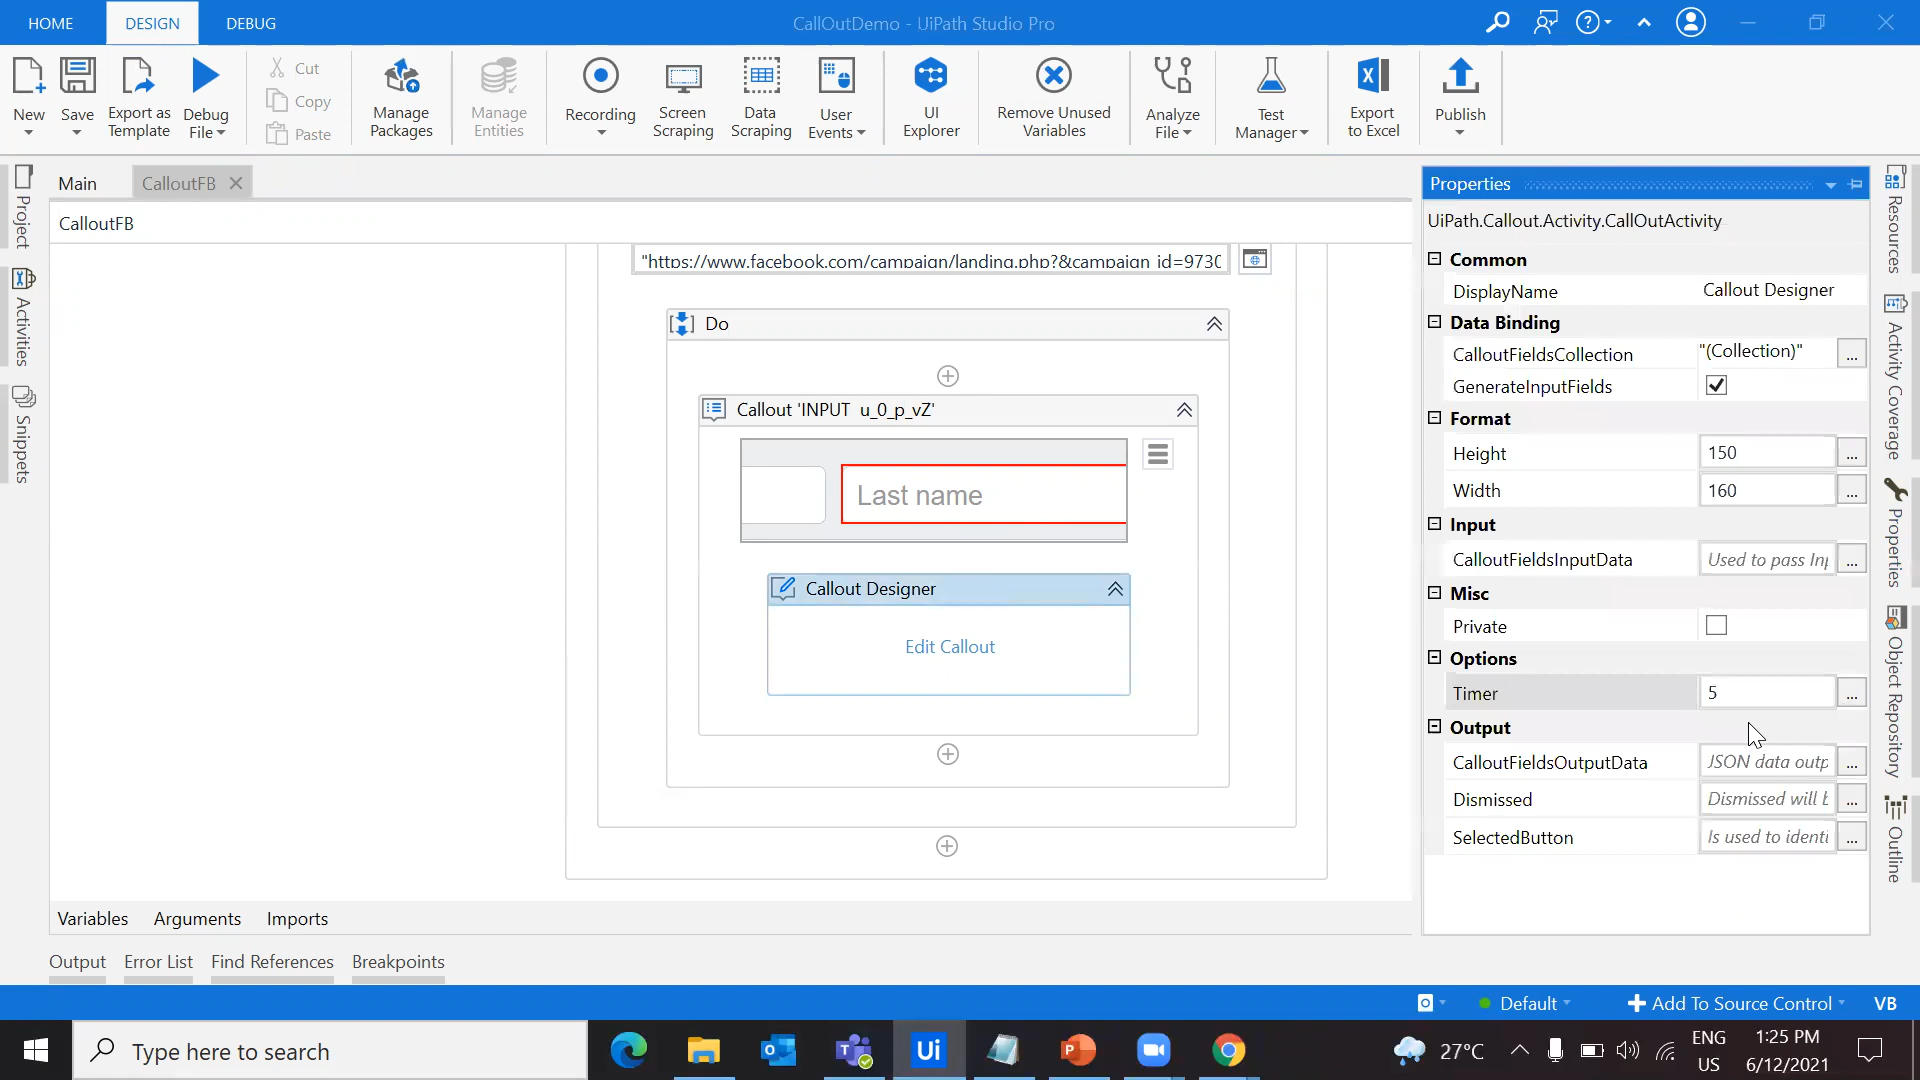 HOME DESIGN DEBUG
CallOutDemo - UiPath Studio Pro
New Save Export as Template Debug File
Cut
Copy
Paste
Manage Packages
Manage Entities
Recording
Screen Scraping
Data Scraping
User Events
UI Explorer
Remove Unused Variables
Analyze File
Test Manager
Export to Excel
Publish
Project
Activities
Snippets
Main CalloutFB
CalloutFB
"https://www.facebook.com/campaign/landing.php?&campaign_id=9730
Do
Callout 'INPUT u_0_p_vZ'
Last name
Callout Designer
Edit Callout
Properties
UiPath.Callout.Activity.CallOutActivity
Common
DisplayName Callout Designer
Data Binding
CalloutFieldsCollection "(Collection)" ...
GenerateInputFields
Format
Height 150 ...
Width 160 ...
Input
CalloutFieldsInputData Used to pass Inp ...
Misc
Private
Options
Timer 5 ...
Output
CalloutFieldsOutputData JSON data outp ...
Dismissed Dismissed will b ...
SelectedButton Is used to identi ...
Resources
Activity Coverage
Properties
Object Repository
Outline
Variables Arguments Imports
Output Error List Find References Breakpoints
Default Add To Source Control VB
Type here to search
Ui
27°C
ENG
US
1:25 PM
6/12/2021